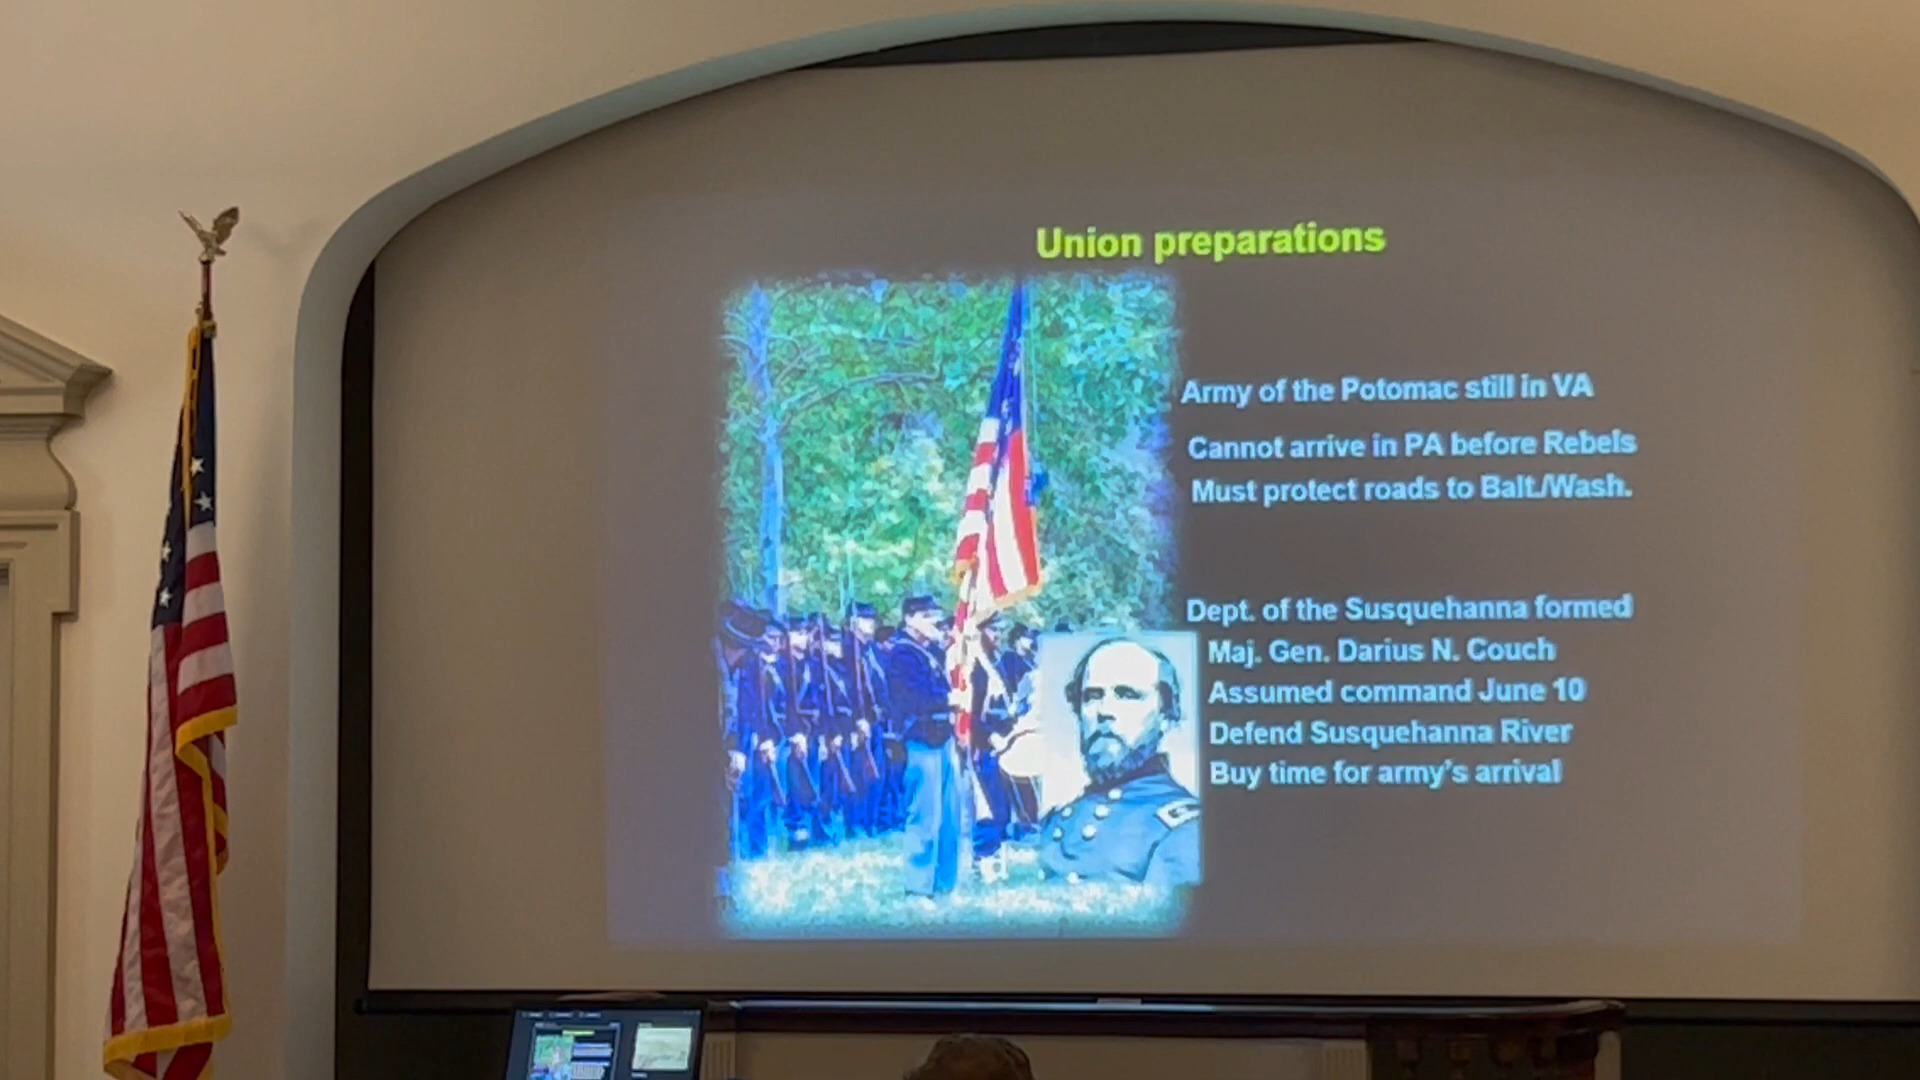 Union preparations
Army of the Potomac still in VA
Cannot arrive in PA before Rebels
Must protect roads to Balt./Wash.
Dept. of the Susquehanna formed
Maj. Gen. Darius N. Couch
Assumed command June 10
Defend Susquehanna River
Buy time for army's arrival